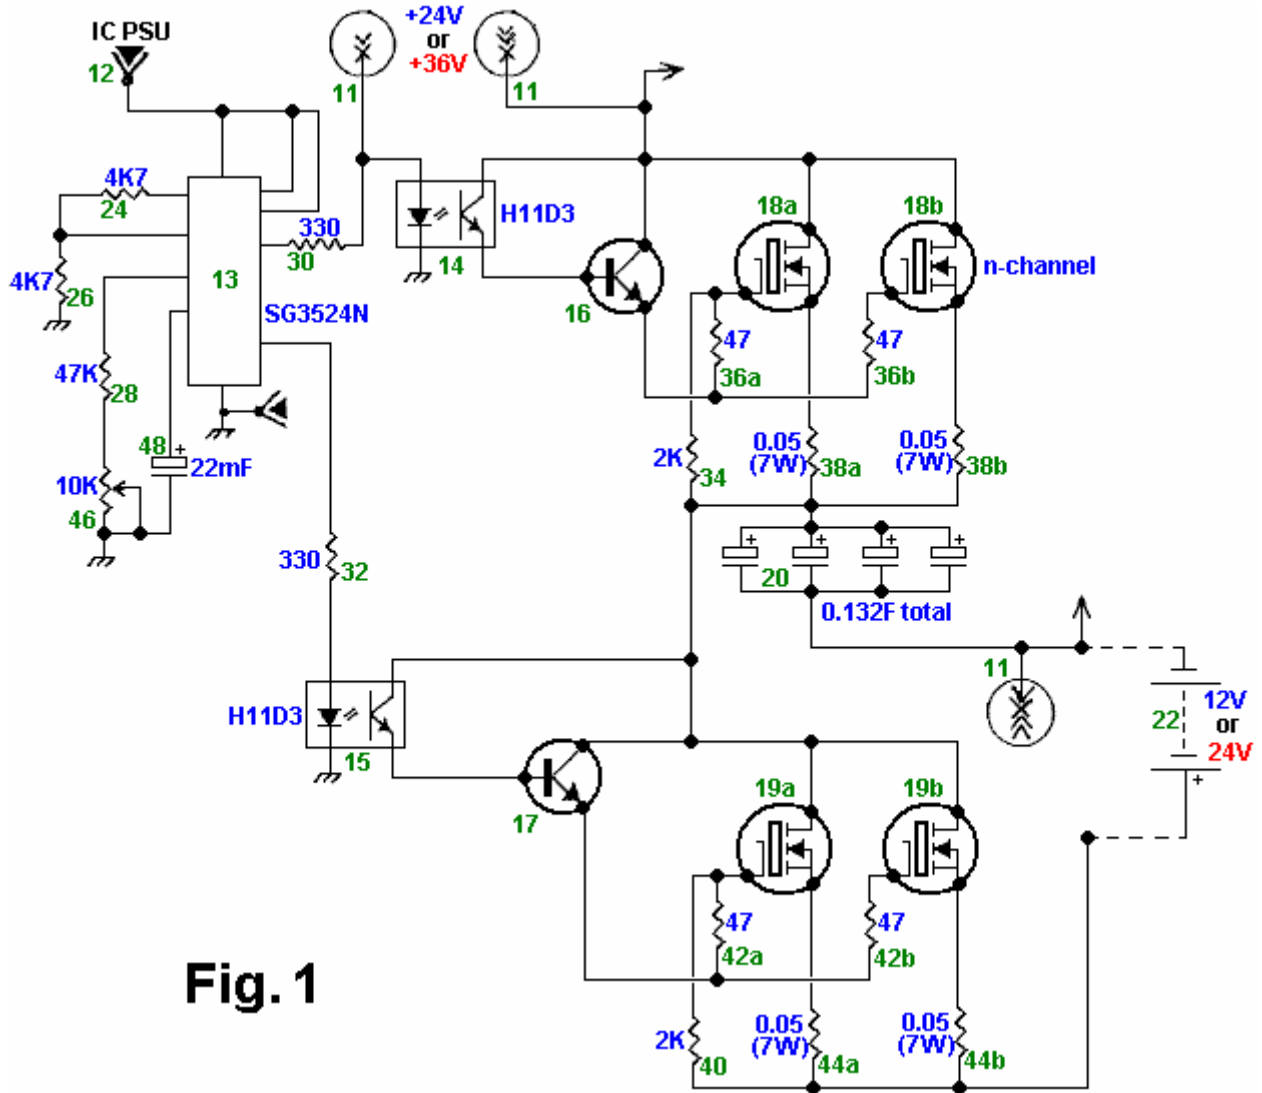 IC PSU
12
+24V
or
+36V
11
11
4K7
24
330
30
H11D3
14
18a
18b
n-channel
4K7
26
13
SG3524N
16
47K
28
47
36a
47
36b
48
+
22mF
10K
46
2K
34
0.05
(7W)
38a
0.05
(7W)
38b
330
32
+
+
+
+
20
0.132F total
11
12V
22
or
24V
+
H11D3
15
17
19a
19b
47
42a
47
42b
Fig. 1
2K
40
0.05
(7W)
44a
0.05
(7W)
44b